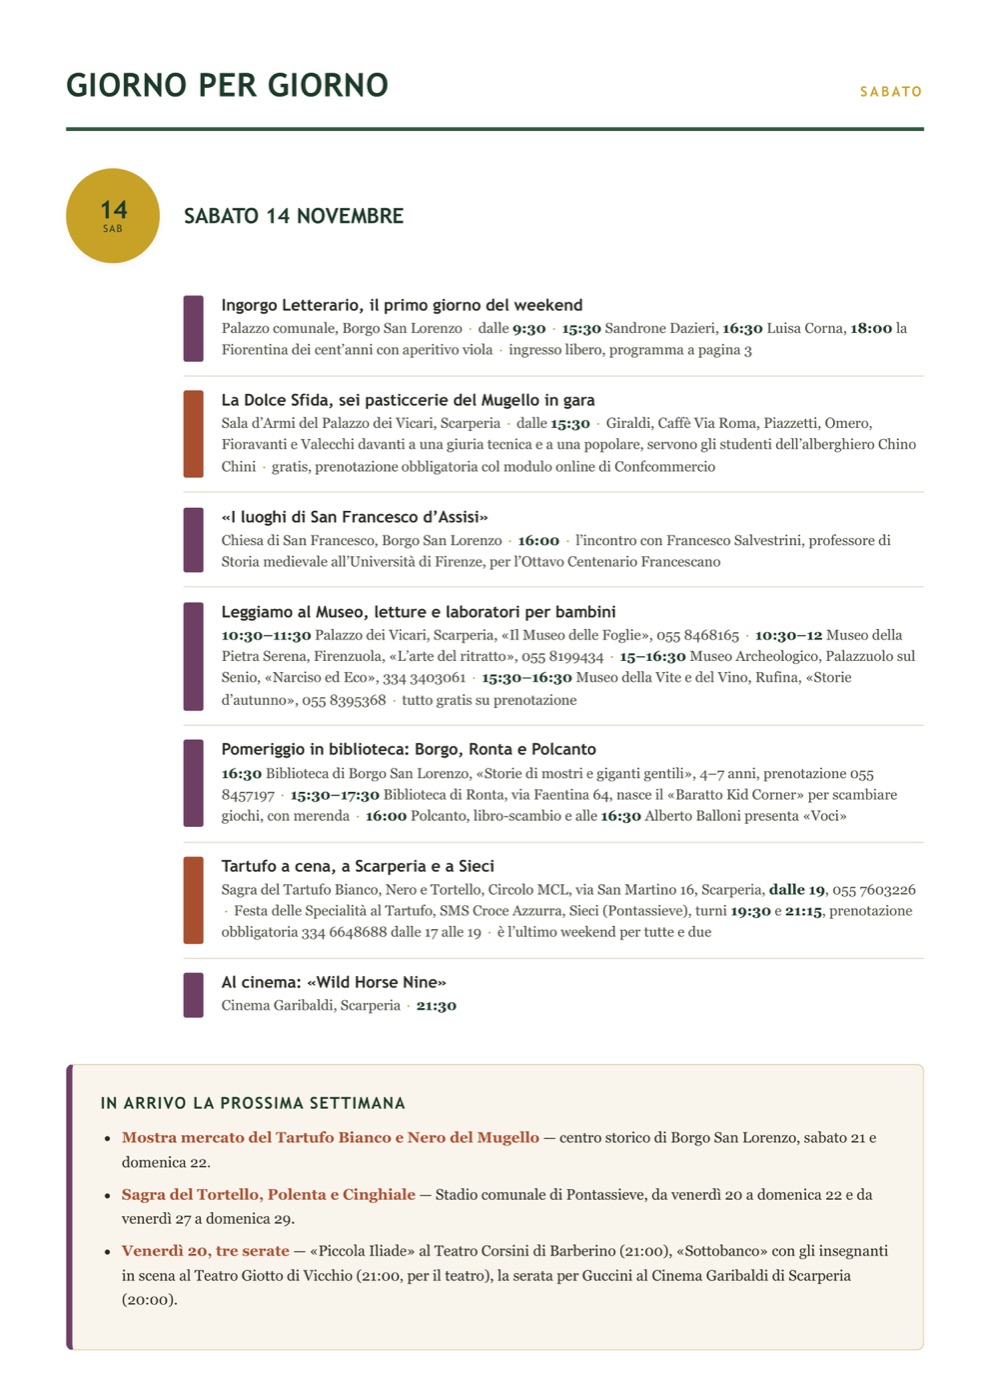 GIORNO PER GIORNO
SABATO
14
SAB
SABATO 14 NOVEMBRE
Ingorgo Letterario, il primo giorno del weekend
Palazzo comunale, Borgo San Lorenzo · dalle 9:30 · 15:30 Sandrone Dazieri, 16:30 Luisa Corna, 18:00 la
Fiorentina dei cent'anni con aperitivo viola · ingresso libero, programma a pagina 3
La Dolce Sfida, sei pasticcerie del Mugello in gara
Sala d'Armi del Palazzo dei Vicari, Scarperia · dalle 15:30 · Giraldi, Caffè Via Roma, Piazzetti, Omero,
Fioravanti e Valecchi davanti a una giuria tecnica e a una popolare, servono gli studenti dell'alberghiero Chino
Chini · gratis, prenotazione obbligatoria col modulo online di Confcommercio
«I luoghi di San Francesco d'Assisi»
Chiesa di San Francesco, Borgo San Lorenzo · 16:00 · l'incontro con Francesco Salvestrini, professore di
Storia medievale all'Università di Firenze, per l'Ottavo Centenario Francescano
Leggiamo al Museo, letture e laboratori per bambini
10:30–11:30 Palazzo dei Vicari, Scarperia, «Il Museo delle Foglie», 055 8468165 · 10:30–12 Museo della
Pietra Serena, Firenzuola, «L'arte del ritratto», 055 8199434 · 15–16:30 Museo Archeologico, Palazzuolo sul
Senio, «Narciso ed Eco», 334 3403061 · 15:30–16:30 Museo della Vite e del Vino, Rufina, «Storie
d'autunno», 055 8395368 · tutto gratis su prenotazione
Pomeriggio in biblioteca: Borgo, Ronta e Polcanto
16:30 Biblioteca di Borgo San Lorenzo, «Storie di mostri e giganti gentili», 4–7 anni, prenotazione 055
8457197 · 15:30–17:30 Biblioteca di Ronta, via Faentina 64, nasce il «Baratto Kid Corner» per scambiare
giochi, con merenda · 16:00 Polcanto, libro-scambio e alle 16:30 Alberto Balloni presenta «Voci»
Tartufo a cena, a Scarperia e a Sieci
Sagra del Tartufo Bianco, Nero e Tortello, Circolo MCL, via San Martino 16, Scarperia, dalle 19, 055 7603226
· Festa delle Specialità al Tartufo, SMS Croce Azzurra, Sieci (Pontassieve), turni 19:30 e 21:15, prenotazione
obbligatoria 334 6648688 dalle 17 alle 19 · è l'ultimo weekend per tutte e due
Al cinema: «Wild Horse Nine»
Cinema Garibaldi, Scarperia · 21:30
IN ARRIVO LA PROSSIMA SETTIMANA
• Mostra mercato del Tartufo Bianco e Nero del Mugello — centro storico di Borgo San Lorenzo, sabato 21 e
domenica 22.
• Sagra del Tortello, Polenta e Cinghiale — Stadio comunale di Pontassieve, da venerdì 20 a domenica 22 e da
venerdì 27 a domenica 29.
• Venerdì 20, tre serate — «Piccola Iliade» al Teatro Corsini di Barberino (21:00), «Sottobanco» con gli insegnanti
in scena al Teatro Giotto di Vicchio (21:00, per il teatro), la serata per Guccini al Cinema Garibaldi di Scarperia
(20:00).